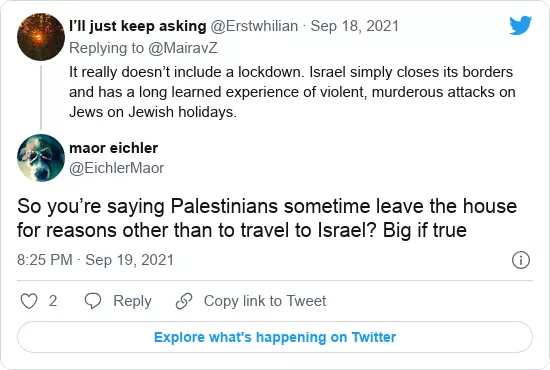 I’ll just keep asking @Erstwhilian · Sep 18, 2021
Replying to @MairavZ
It really doesn’t include a lockdown. Israel simply closes its borders
and has a long learned experience of violent, murderous attacks on
Jews on Jewish holidays.
maor eichler
@EichlerMaor
So you’re saying Palestinians sometime leave the house
for reasons other than to travel to Israel? Big if true
8:25 PM · Sep 19, 2021
2 Reply Copy link to Tweet
Explore what's happening on Twitter